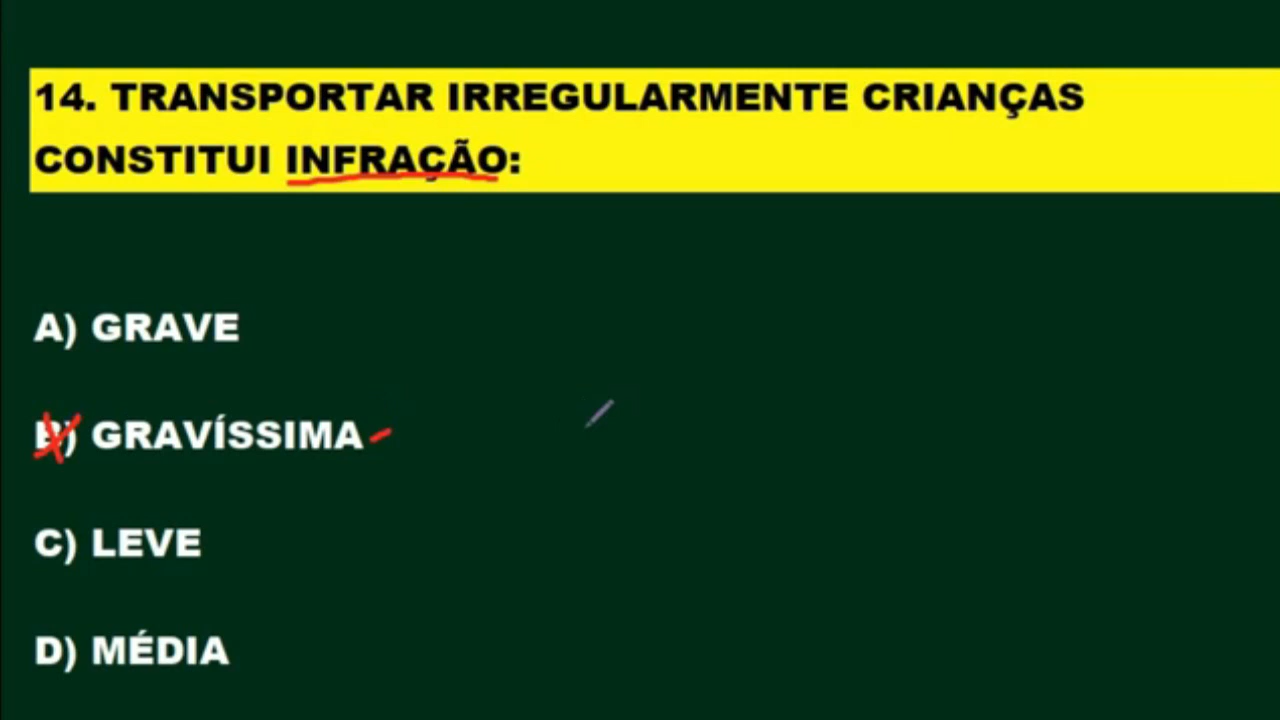 14. TRANSPORTAR IRREGULARMENTE CRIANÇAS
CONSTITUI INFRAÇÃO:
A) GRAVE
B) GRAVÍSSIMA
C) LEVE
D) MÉDIA